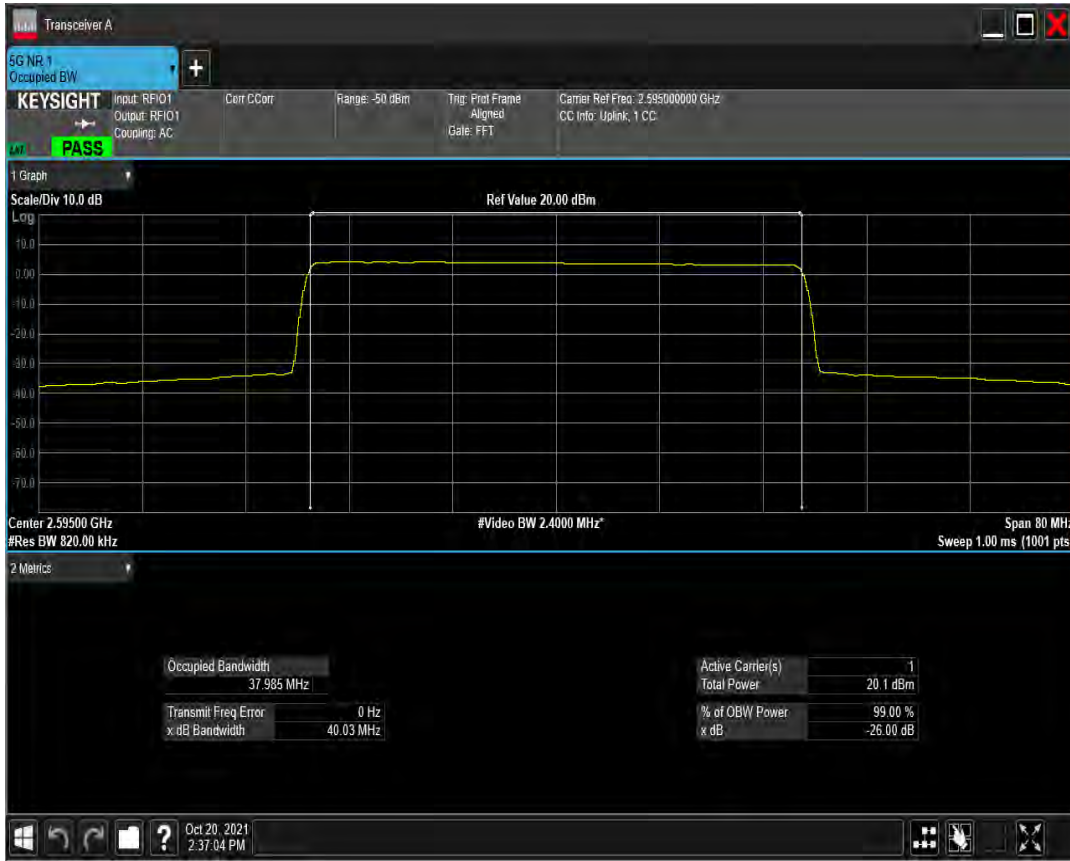 Transceiver A
5G NR 1
Occupied BW
+
KEYSIGHT
PASS
Input: RFIO1
Output: RFIO1
Coupling: AC
Corr CCorr
Range: -50 dBm
Trig: Prot Frame
Aligned
Gate: FFT
Carrier Ref Freq: 2.595000000 GHz
CC Info: Uplink, 1 CC
1 Graph
Scale/Div 10.0 dB
Ref Value 20.00 dBm
Log
10.0
0.00
-10.0
-20.0
-30.0
-40.0
-50.0
-60.0
-70.0
Center 2.59500 GHz
#Video BW 2.4000 MHz*
Span 80 MHz
#Res BW 820.00 kHz
Sweep 1.00 ms (1001 pts
2 Metrics
Occupied Bandwidth
37.985 MHz
Transmit Freq Error 0 Hz
x dB Bandwidth 40.03 MHz
Active Carrier(s) 1
Total Power 20.1 dBm
% of OBW Power 99.00 %
x dB -26.00 dB
?
Oct 20, 2021
2:37:04 PM